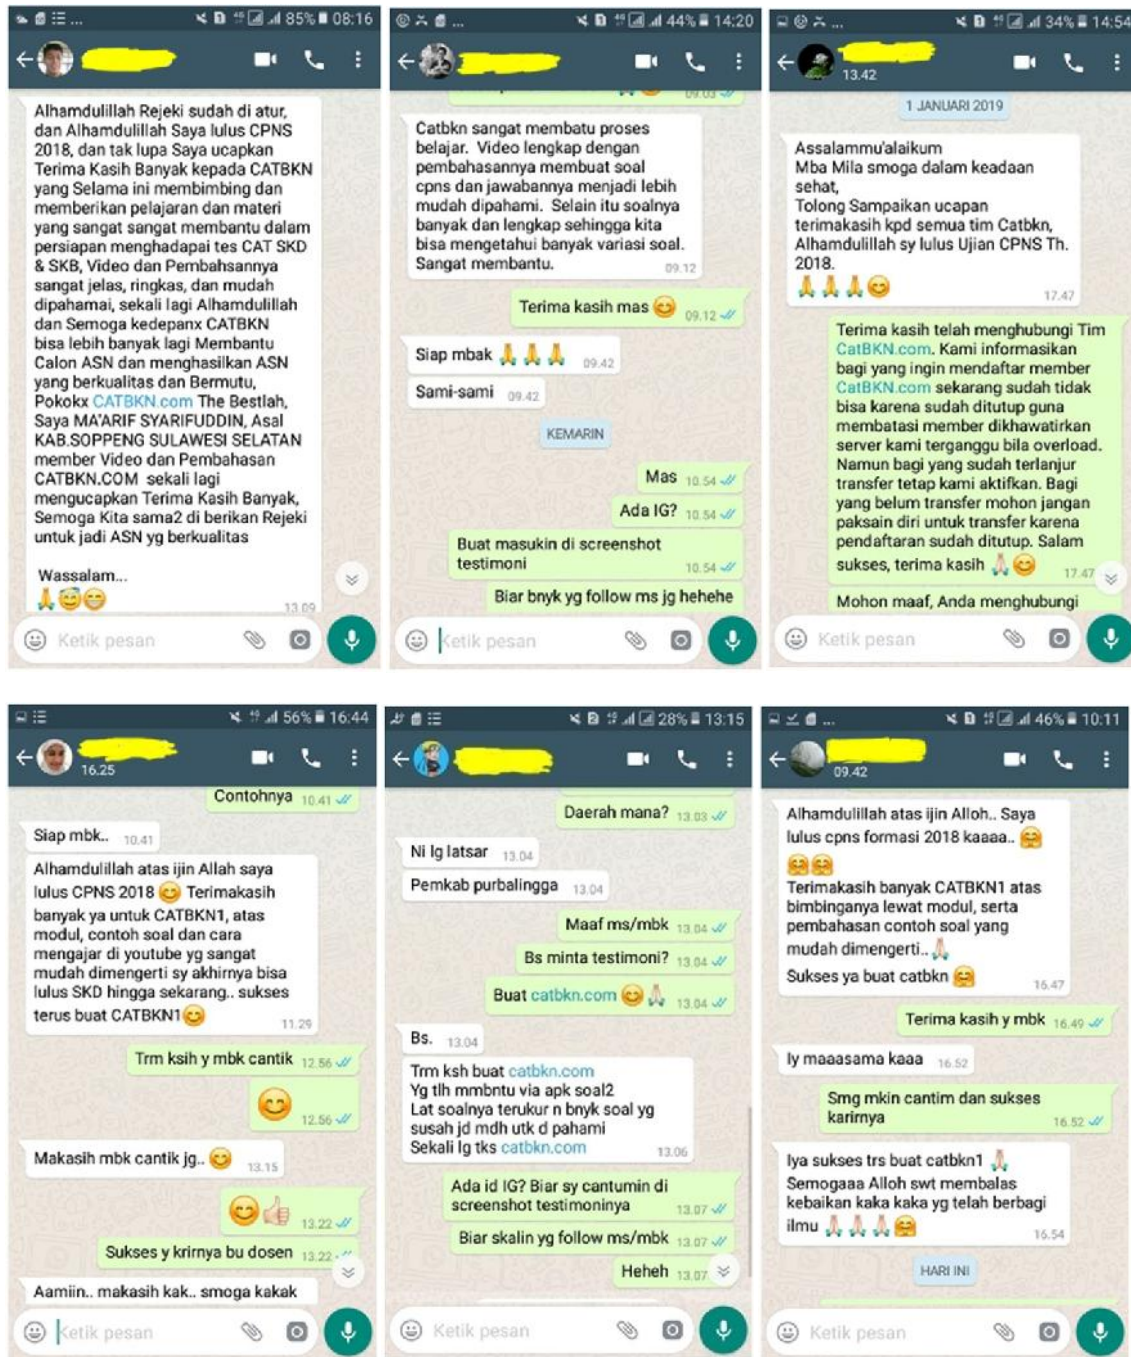 85% 08:16
Alhamdulillah Rejeki sudah di atur,
dan Alhamdulillah Saya lulus CPNS
2018, dan tak lupa Saya ucapkan
Terima Kasih Banyak kepada CATBKN
yang Selama ini membimbing dan
memberikan pelajaran dan materi
yang sangat sangat membantu dalam
persiapan menghadapai tes CAT SKD
& SKB, Video dan Pembahsannya
sangat jelas, ringkas, dan mudah
dipahamai, sekali lagi Alhamdulillah
dan Semoga kedepanx CATBKN
bisa lebih banyak lagi Membantu
Calon ASN dan menghasilkan ASN
yang berkualitas dan Bermutu,
Pokokx CATBKN.com The Bestlah,
Saya MA'ARIF SYARIFUDDIN, Asal
KAB.SOPPENG SULAWESI SELATAN
member Video dan Pembahasan
CATBKN.COM sekali lagi
mengucapkan Terima Kasih Banyak,
Semoga Kita sama2 di berikan Rejeki
untuk jadi ASN yg berkualitas
Wassalam...
🙏😅😁 13.09
Ketik pesan
44% 14:20
09.03
Catbkn sangat membatu proses
belajar. Video lengkap dengan
pembahasannya membuat soal
cpns dan jawabannya menjadi lebih
mudah dipahami. Selain itu soalnya
banyak dan lengkap sehingga kita
bisa mengetahui banyak variasi soal.
Sangat membantu. 09.12
Terima kasih mas 😊 09.12
Siap mbak 🙏🙏🙏 09.42
Sami-sami 09.42
KEMARIN
Mas 10.54
Ada IG? 10.54
Buat masukin di screenshot
testimoni 10.54
Biar bnyk yg follow ms jg hehehe
Ketik pesan
34% 14:54
13.42
1 JANUARI 2019
Assalammu'alaikum
Mba Mila smoga dalam keadaan
sehat,
Tolong Sampaikan ucapan
terimakasih kpd semua tim Catbkn,
Alhamdulillah sy lulus Ujian CPNS Th.
2018.
🙏🙏🙏😊 17.47
Terima kasih telah menghubungi Tim
CatBKN.com. Kami informasikan
bagi yang ingin mendaftar member
CatBKN.com sekarang sudah tidak
bisa karena sudah ditutup guna
membatasi member dikhawatirkan
server kami terganggu bila overload.
Namun bagi yang sudah terlanjur
transfer tetap kami aktifkan. Bagi
yang belum transfer mohon jangan
paksain diri untuk transfer karena
pendaftaran sudah ditutup. Salam
sukses, terima kasih 🙏😊 17.47
Mohon maaf, Anda menghubungi
Ketik pesan
56% 16:44
16.25
Contohnya 10.41
Siap mbk.. 10.41
Alhamdulillah atas ijin Allah saya
lulus CPNS 2018 😊 Terimakasih
banyak ya untuk CATBKN1, atas
modul, contoh soal dan cara
mengajar di youtube yg sangat
mudah dimengerti sy akhirnya bisa
lulus SKD hingga sekarang.. sukses
terus buat CATBKN1😊 11.29
Trm ksih y mbk cantik 12.56
😊 12.56
Makasih mbk cantik jg.. 😊 13.15
😊👍 13.22
Sukses y krirnya bu dosen 13.22
Aamiin.. makasih kak.. smoga kakak
Ketik pesan
28% 13:15
Daerah mana? 13.03
Ni lg latsar 13.04
Pemkab purbalingga 13.04
Maaf ms/mbk 13.04
Bs minta testimoni? 13.04
Buat catbkn.com 😊🙏 13.04
Bs. 13.04
Trm ksh buat catbkn.com
Yg tlh mmbntu via apk soal2
Lat soalnya terukur n bnyk soal yg
susah jd mdh utk d pahami
Sekali lg tks catbkn.com 13.06
Ada id IG? Biar sy cantumin di
screenshot testimoninya 13.07
Biar skalin yg follow ms/mbk 13.07
Heheh 13.07
Ketik pesan
46% 10:11
09.42
Alhamdulillah atas ijin Alloh.. Saya
lulus cpns formasi 2018 kaaaa.. 🤗
🤗🤗
Terimakasih banyak CATBKN1 atas
bimbinganya lewat modul, serta
pembahasan contoh soal yang
mudah dimengerti.. 🙏
Sukses ya buat catbkn 🤗 16.47
Terima kasih y mbk 16.49
Iy maaasama kaaa 16.52
Smg mkin cantim dan sukses
karirnya 16.52
Iya sukses trs buat catbkn1 🙏
Semogaaa Alloh swt membalas
kebaikan kaka kaka yg telah berbagi
ilmu 🙏🙏🙏🤗 16.54
HARI INI
Ketik pesan